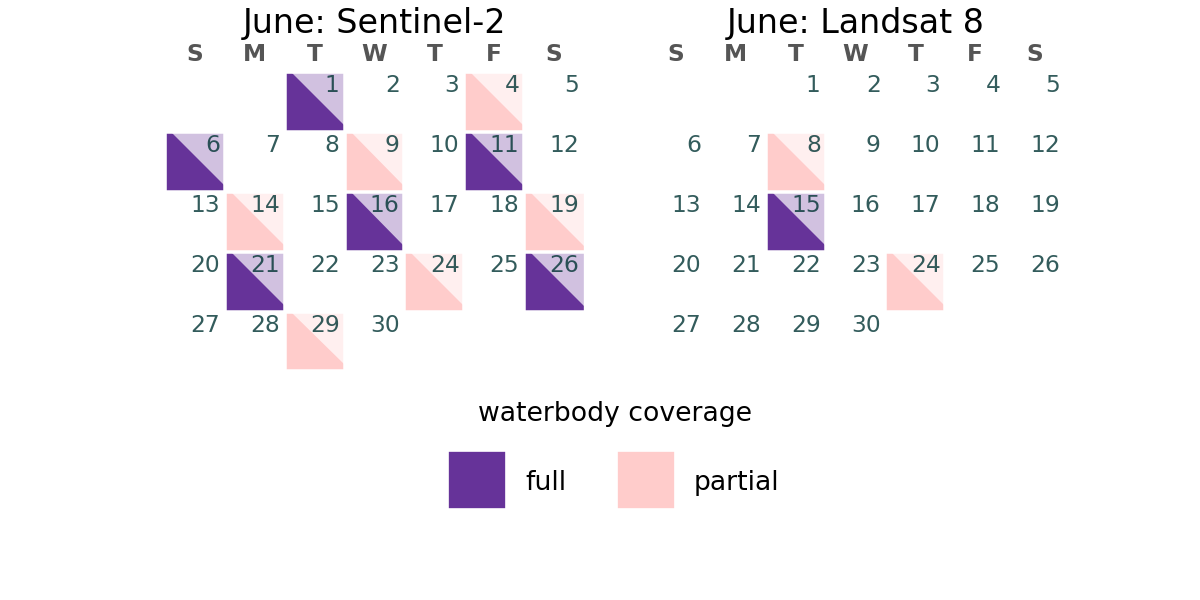 June: Sentinel-2
S M T W T F S
1 2 3 4 5
6 7 8 9 10 11 12
13 14 15 16 17 18 19
20 21 22 23 24 25 26
27 28 29 30
June: Landsat 8
S M T W T F S
1 2 3 4 5
6 7 8 9 10 11 12
13 14 15 16 17 18 19
20 21 22 23 24 25 26
27 28 29 30
waterbody coverage
full
partial